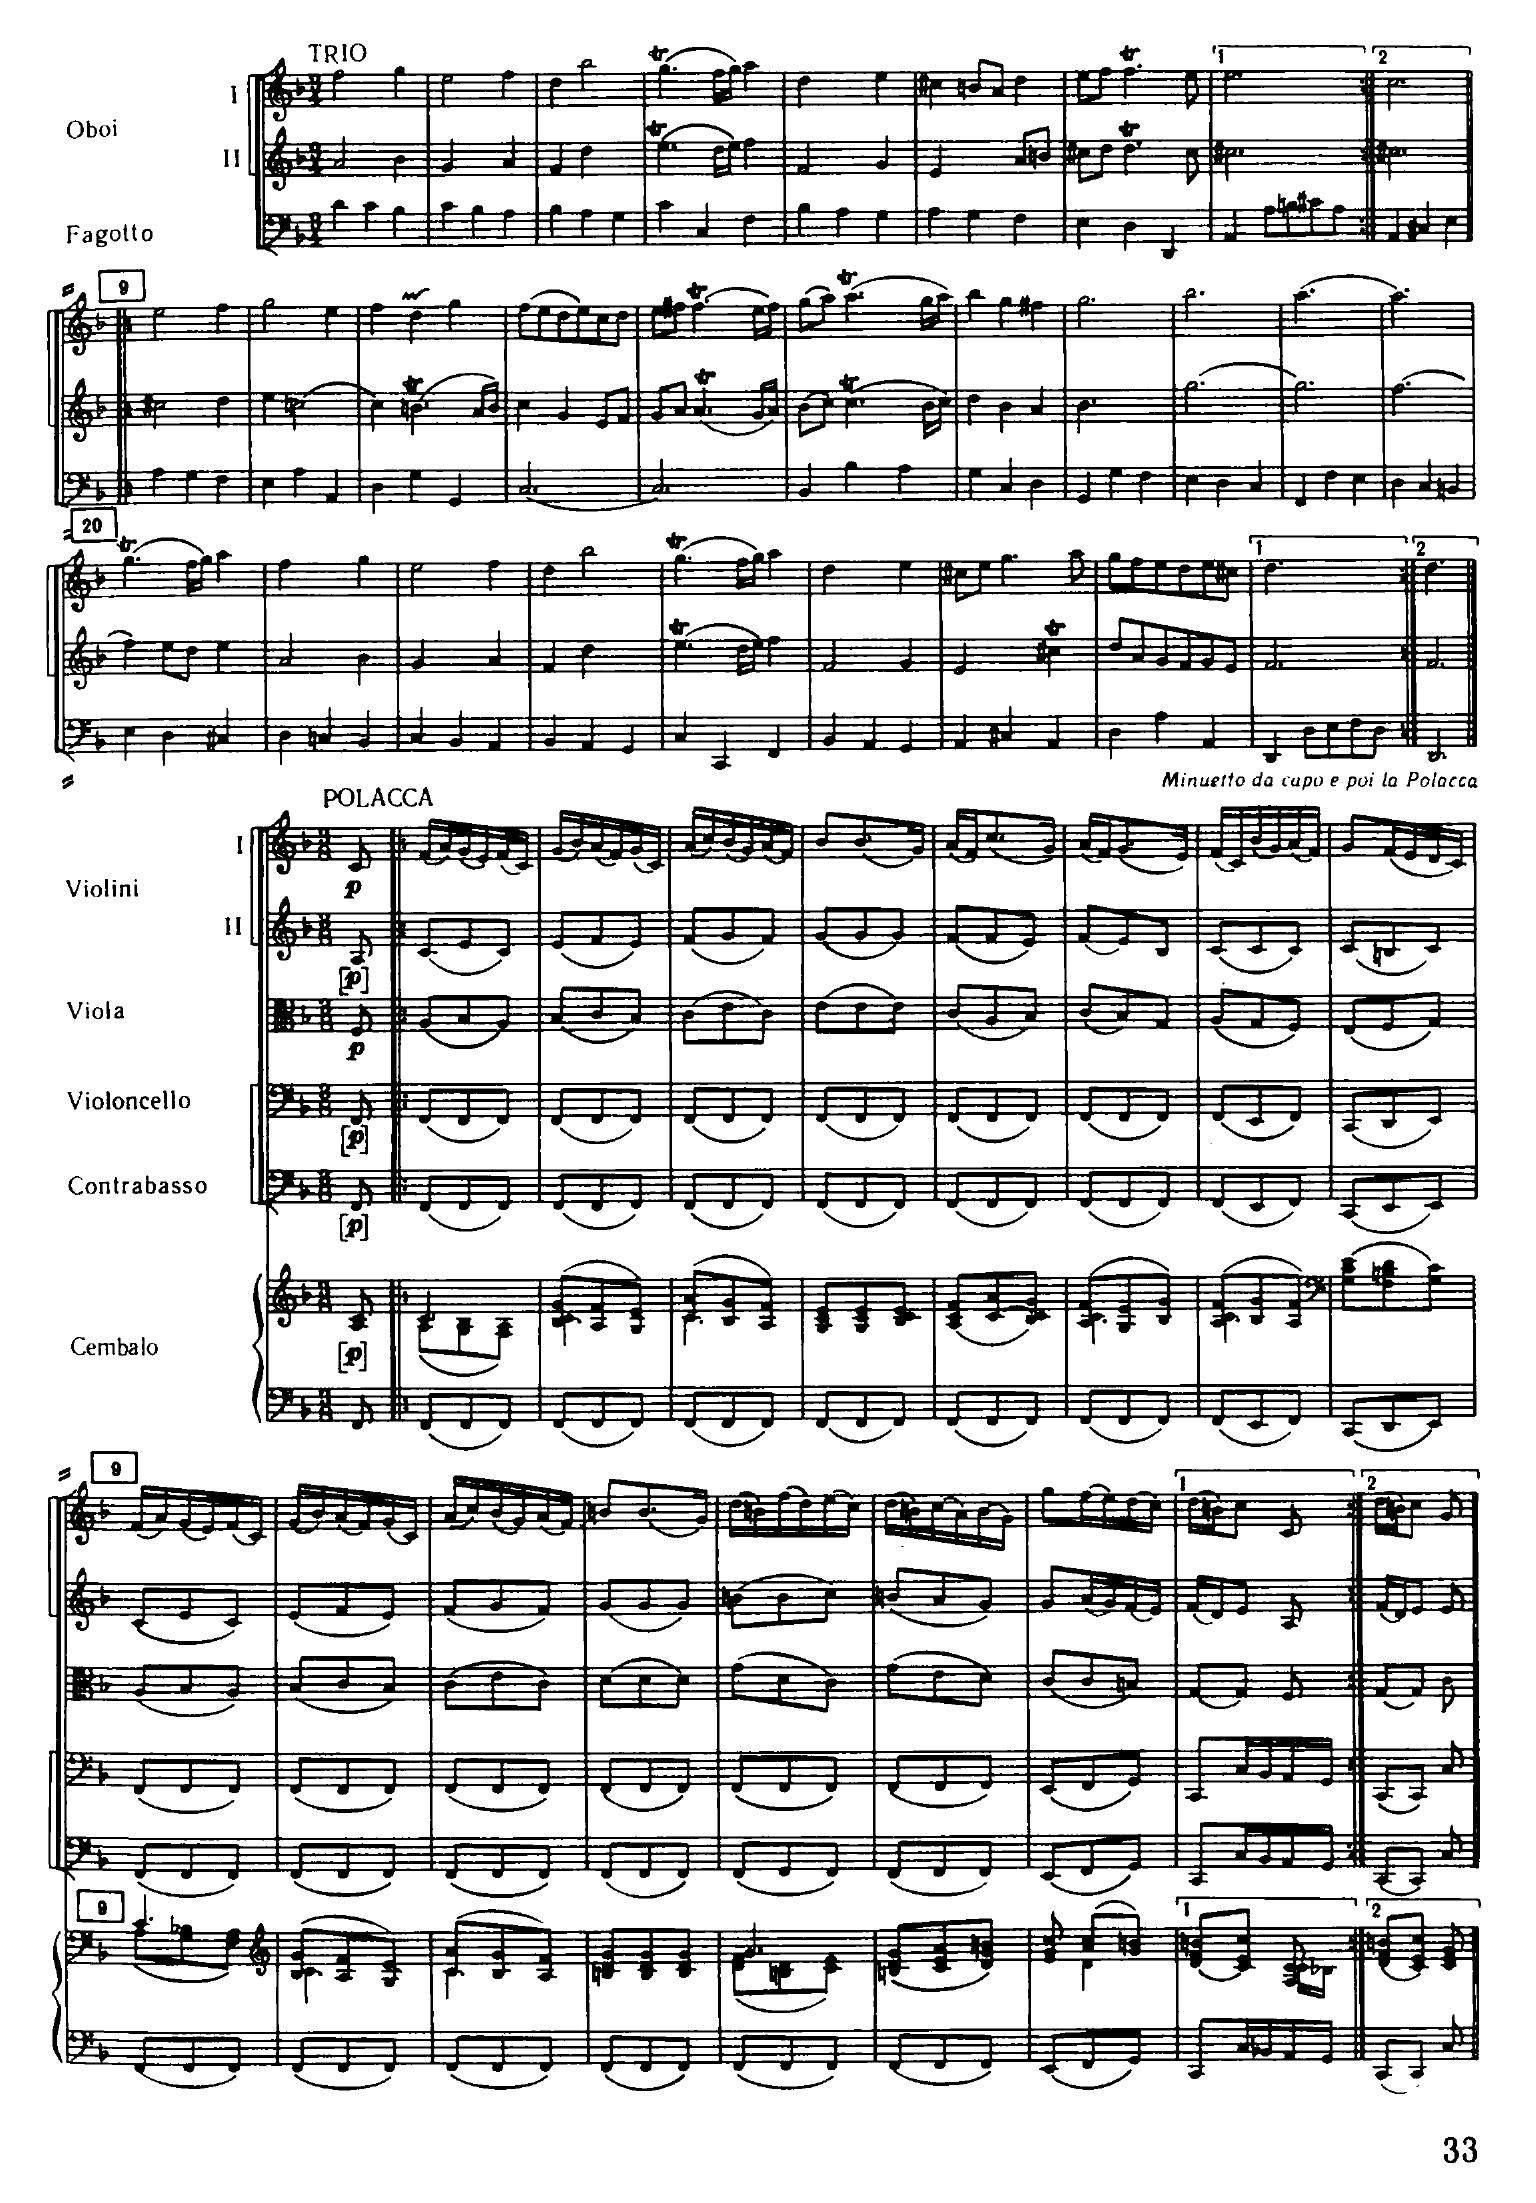 TRIO
1
2
I
Oboi
II
Fagotto
9
20
1
2
Minuetto da capo e poi la Polacca
POLACCA
I
Violini
p
II
[p]
Viola
p
Violoncello
[p]
Contrabasso
[p]
Cembalo
[p]
9
1
2
9
1
2
33